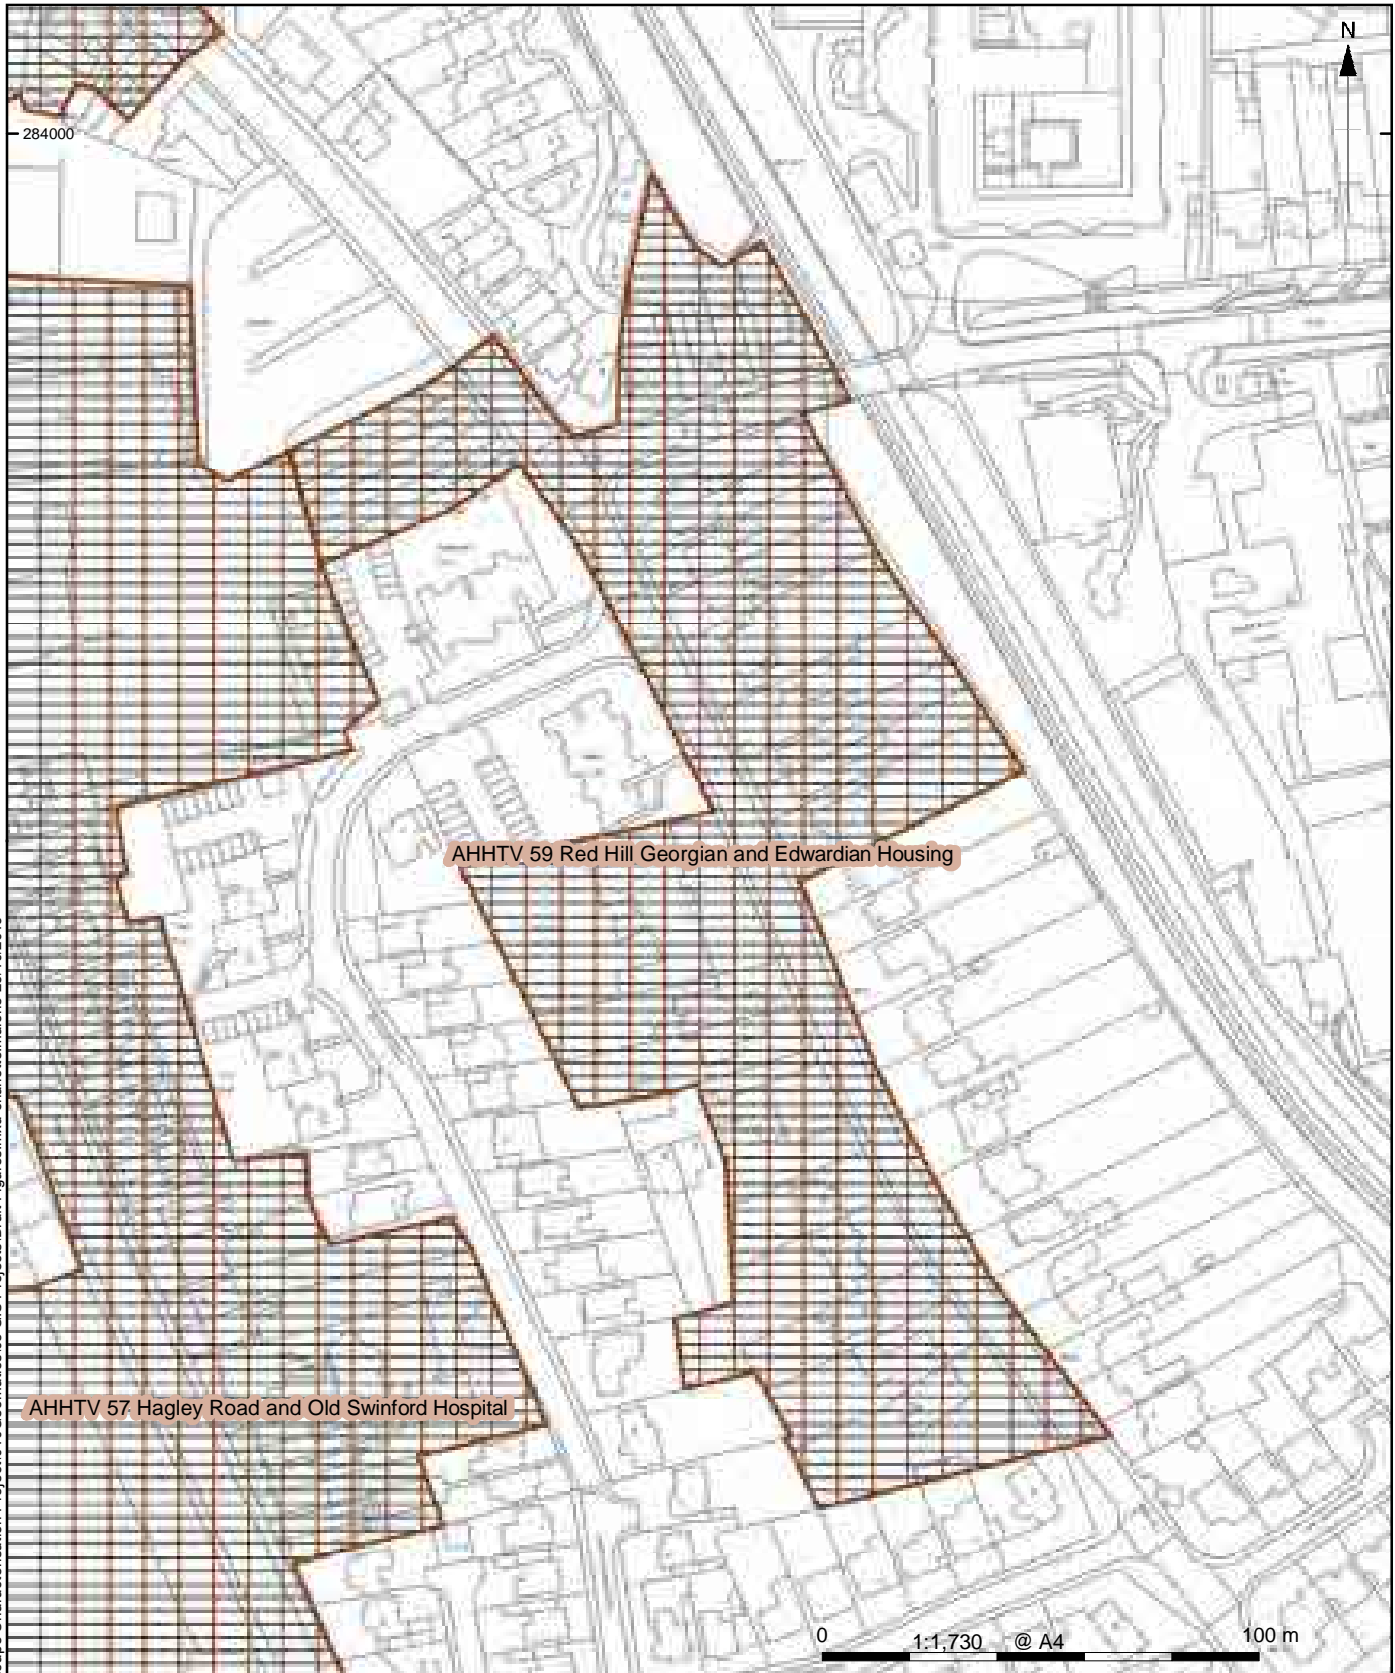 N
284000
AHHTV 59 Red Hill Georgian and Edwardian Housing
AHHTV 57 Hagley Road and Old Swinford Hospital
0 1:1,730 @ A4 100 m